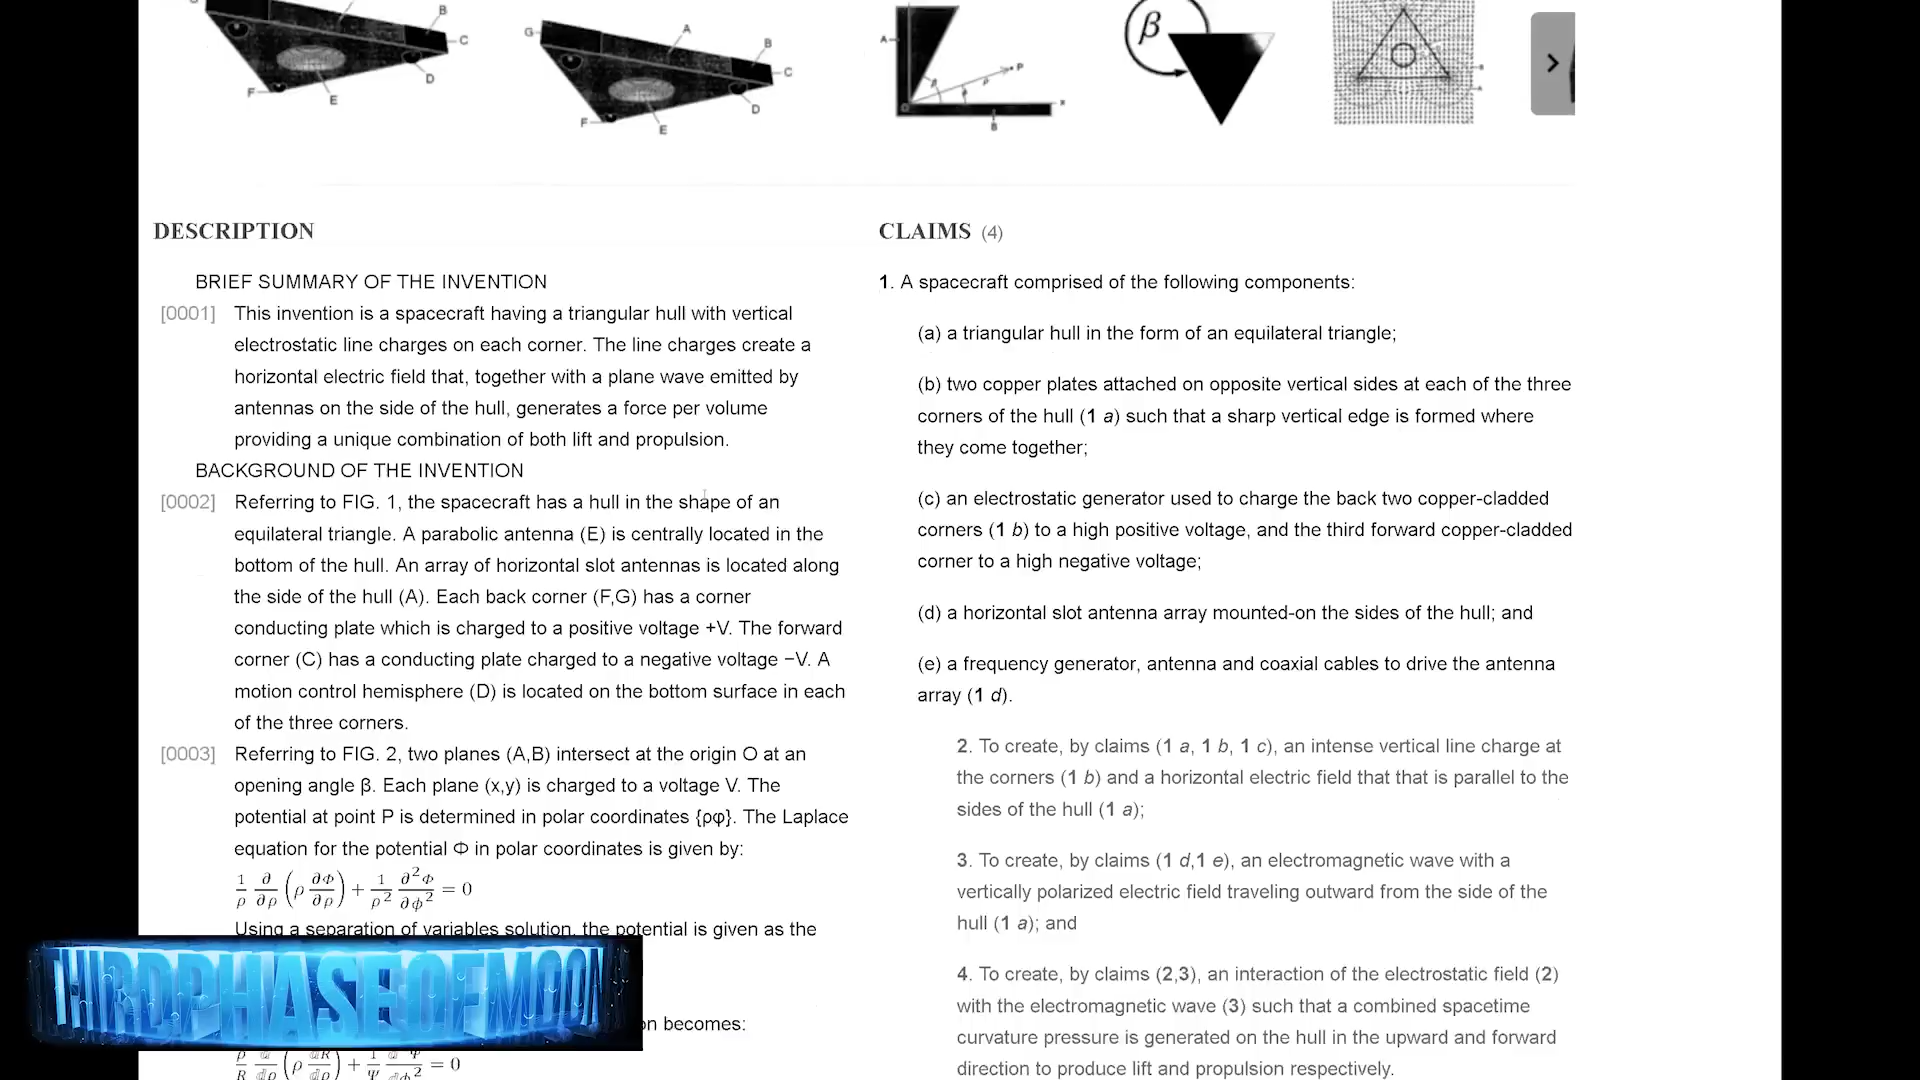 B
C
D
E
F
G
A
B
C
D
E
F
A
P
B
x
β
DESCRIPTION
BRIEF SUMMARY OF THE INVENTION
[0001] This invention is a spacecraft having a triangular hull with vertical
electrostatic line charges on each corner. The line charges create a
horizontal electric field that, together with a plane wave emitted by
antennas on the side of the hull, generates a force per volume
providing a unique combination of both lift and propulsion.
BACKGROUND OF THE INVENTION
[0002] Referring to FIG. 1, the spacecraft has a hull in the shape of an
equilateral triangle. A parabolic antenna (E) is centrally located in the
bottom of the hull. An array of horizontal slot antennas is located along
the side of the hull (A). Each back corner (F,G) has a corner
conducting plate which is charged to a positive voltage +V. The forward
corner (C) has a conducting plate charged to a negative voltage −V. A
motion control hemisphere (D) is located on the bottom surface in each
of the three corners.
[0003] Referring to FIG. 2, two planes (A,B) intersect at the origin O at an
opening angle β. Each plane (x,y) is charged to a voltage V. The
potential at point P is determined in polar coordinates {ρφ}. The Laplace
equation for the potential Φ in polar coordinates is given by:
1/ρ ∂/∂ρ (ρ ∂Φ/∂ρ) + 1/ρ² ∂²Φ/∂ϕ² = 0
Using a separation of variables solution, the potential is given as the
on becomes:
CLAIMS (4)
1. A spacecraft comprised of the following components:
(a) a triangular hull in the form of an equilateral triangle;
(b) two copper plates attached on opposite vertical sides at each of the three
corners of the hull (1 a) such that a sharp vertical edge is formed where
they come together;
(c) an electrostatic generator used to charge the back two copper-cladded
corners (1 b) to a high positive voltage, and the third forward copper-cladded
corner to a high negative voltage;
(d) a horizontal slot antenna array mounted-on the sides of the hull; and
(e) a frequency generator, antenna and coaxial cables to drive the antenna
array (1 d).
2. To create, by claims (1 a, 1 b, 1 c), an intense vertical line charge at
the corners (1 b) and a horizontal electric field that that is parallel to the
sides of the hull (1 a);
3. To create, by claims (1 d,1 e), an electromagnetic wave with a
vertically polarized electric field traveling outward from the side of the
hull (1 a); and
4. To create, by claims (2,3), an interaction of the electrostatic field (2)
with the electromagnetic wave (3) such that a combined spacetime
curvature pressure is generated on the hull in the upward and forward
direction to produce lift and propulsion respectively.
THIRDPHASEOFMOON